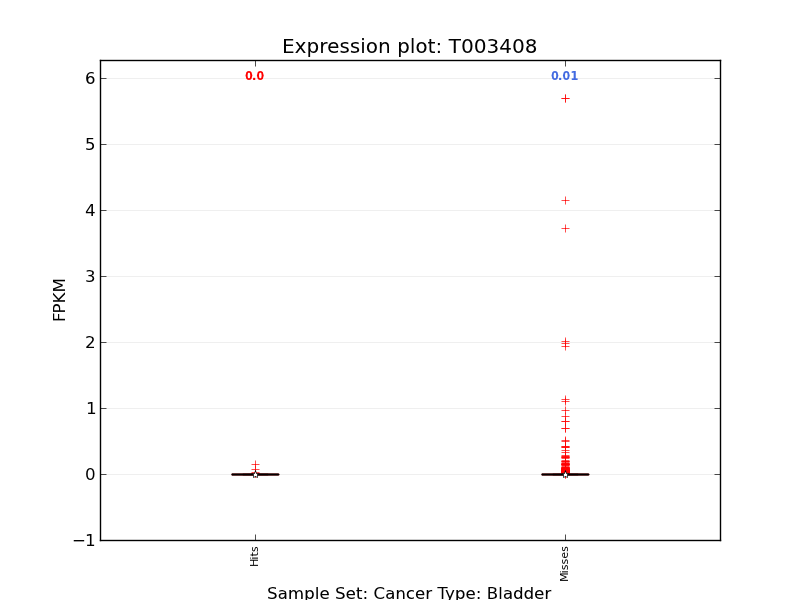 Expression plot: T003408
0.0
0.01
6
5
4
3
2
1
0
−1
FPKM
Hits
Misses
Sample Set: Cancer Type: Bladder